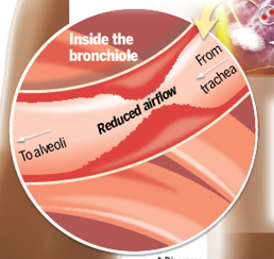 Inside the
bronchiole
From
trachea
Reduced airflow
To alveoli